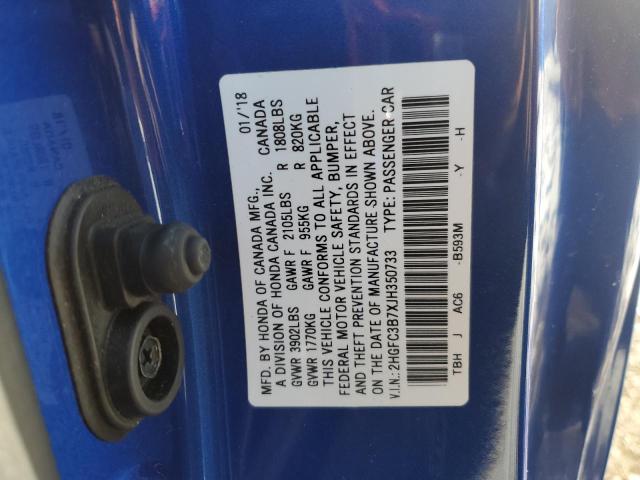 MFD. BY HONDA OF CANADA MFG., 01/'18
A DIVISION OF HONDA CANADA INC. CANADA
GVWR 3902LBS GAWR F 2105LBS R 1808LBS
GVWR 1770KG GAWR F 955KG R 820KG
THIS VEHICLE CONFORMS TO ALL APPLICABLE
FEDERAL MOTOR VEHICLE SAFETY, BUMPER,
AND THEFT PREVENTION STANDARDS IN EFFECT
ON THE DATE OF MANUFACTURE SHOWN ABOVE.
V.I.N.: 2HGFC3B7XJH350733 TYPE: PASSENGER CAR
TBH J AC6 -B593M -Y -H